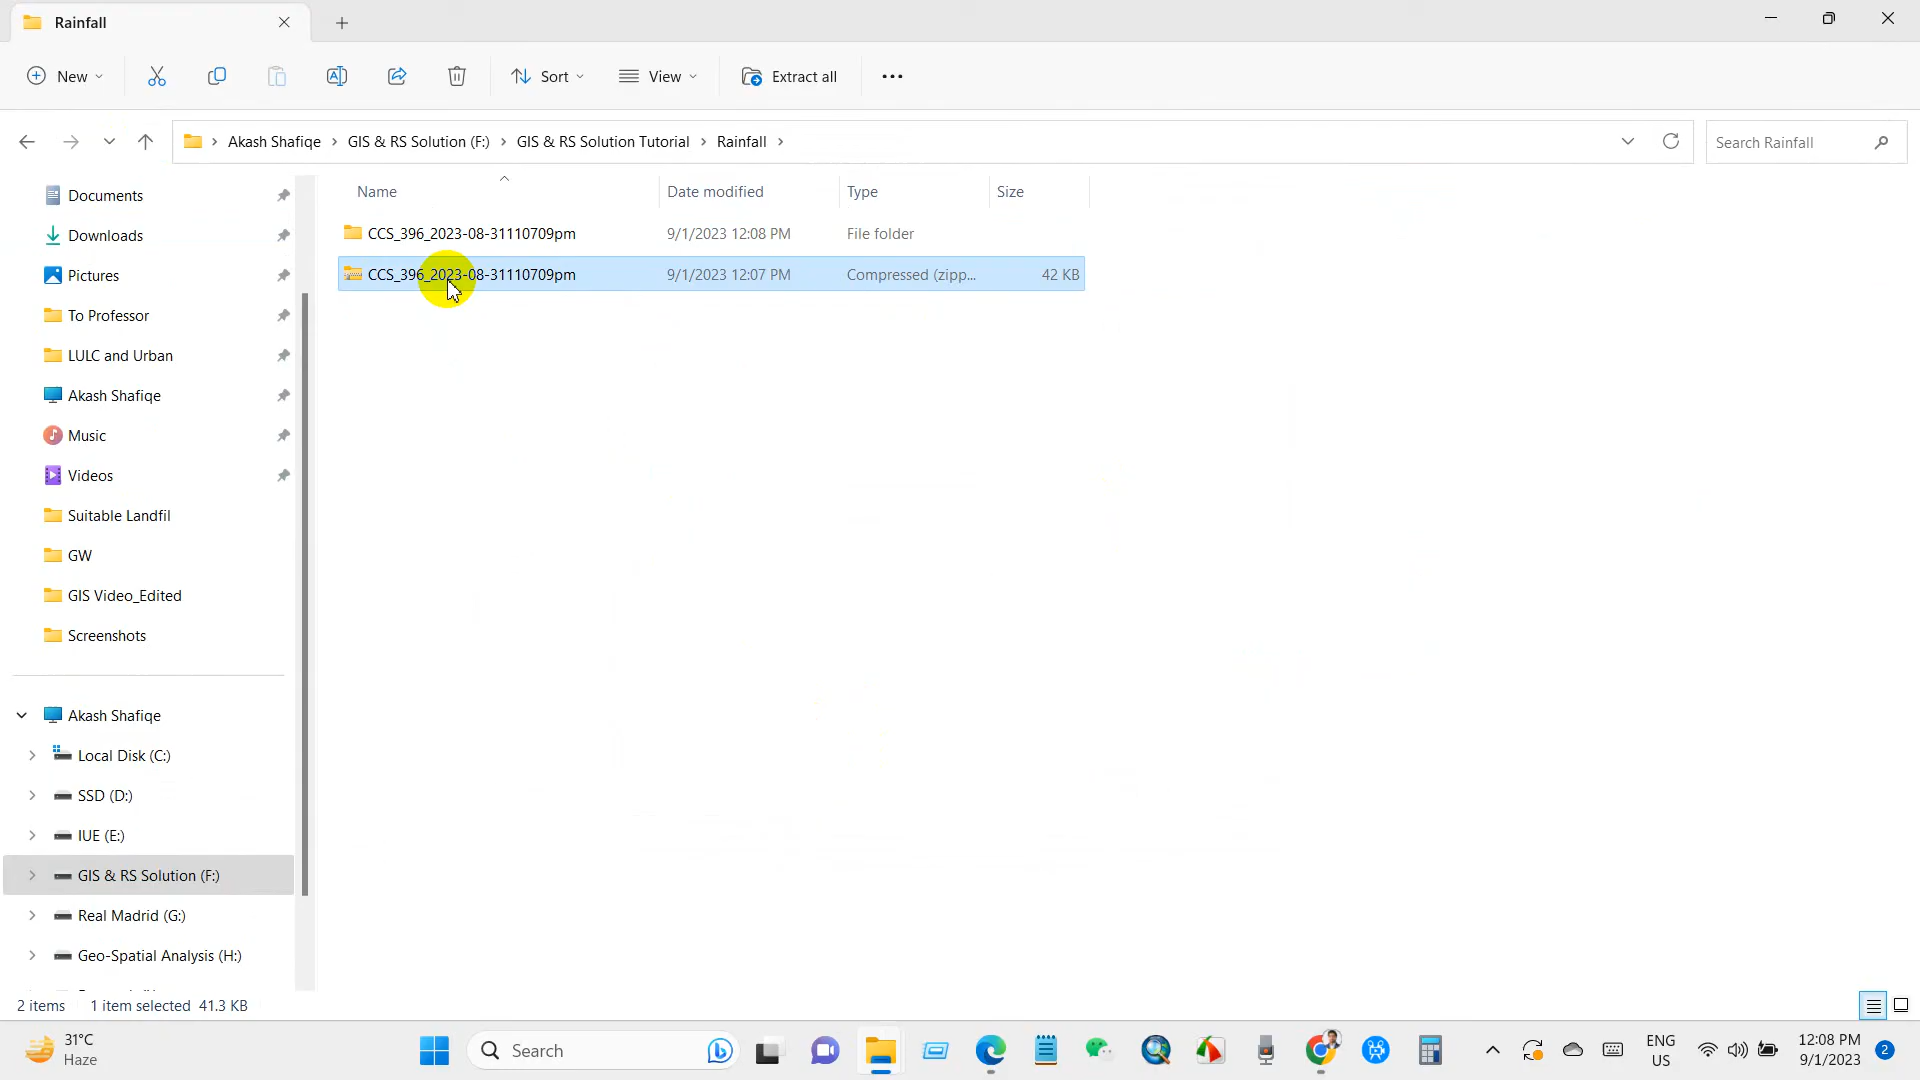 Rainfall
New
Sort
View
Extract all
Akash Shafiqe
GIS & RS Solution (F:)
GIS & RS Solution Tutorial
Rainfall
Search Rainfall
Name
Date modified
Type
Size
CCS_396_2023-08-31110709pm 9/1/2023 12:08 PM File folder
CCS_396_2023-08-31110709pm 9/1/2023 12:07 PM Compressed (zipp... 42 KB
Documents
Downloads
Pictures
To Professor
LULC and Urban
Akash Shafiqe
Music
Videos
Suitable Landfil
GW
GIS Video_Edited
Screenshots
Akash Shafiqe
Local Disk (C:)
SSD (D:)
IUE (E:)
GIS & RS Solution (F:)
Real Madrid (G:)
Geo-Spatial Analysis (H:)
2 items 1 item selected 41.3 KB
31°C
Haze
Search
ENG
US
12:08 PM
9/1/2023
2